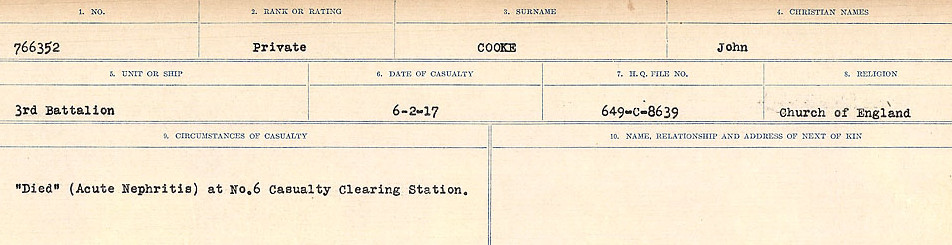 1. NO. 2. RANK OR RATING 3. SURNAME 4. CHRISTIAN NAMES
766352 Private COOKE John
5. UNIT OR SHIP 6. DATE OF CASUALTY 7. H.Q. FILE NO. 8. RELIGION
3rd Battalion 6-2-17 649-C-8639 Church of England
9. CIRCUMSTANCES OF CASUALTY 10. NAME, RELATIONSHIP AND ADDRESS OF NEXT OF KIN
"Died" (Acute Nephritis) at No.6 Casualty Clearing Station.